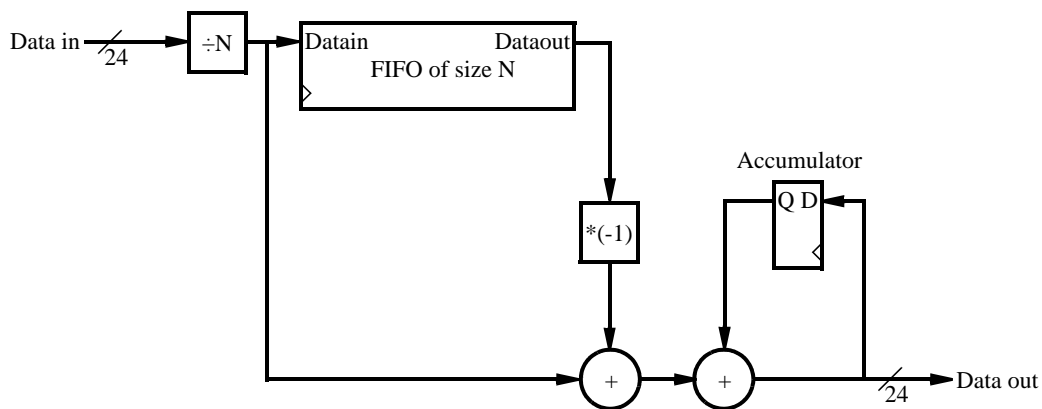 Data in
24
÷N
Datain
Dataout
FIFO of size N
Accumulator
Q D
*(-1)
+
+
24
Data out